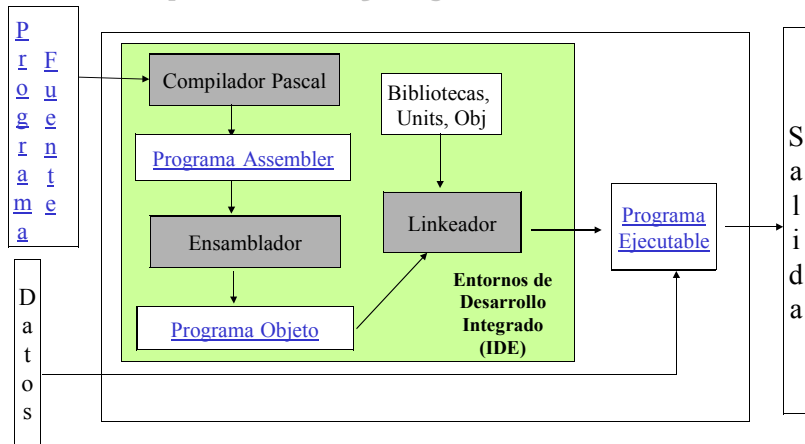 Programa
Fuente
Compilador Pascal
Bibliotecas,
Units, Obj
Programa Assembler
Ensamblador
Linkeador
Programa
Ejecutable
Salida
Entornos de
Desarrollo
Integrado
(IDE)
Programa Objeto
Datos